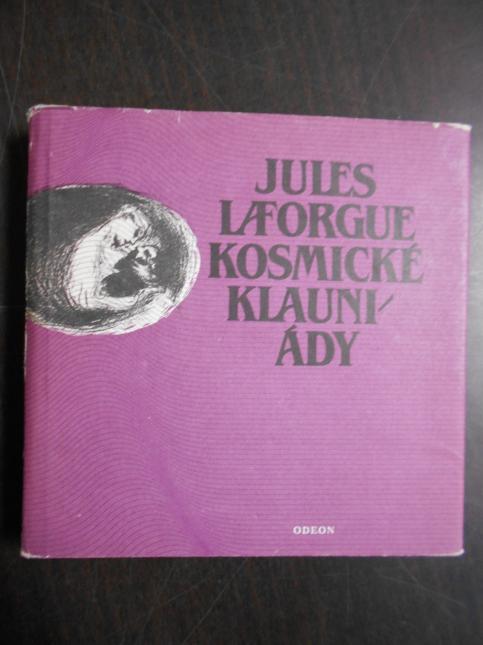 JULES
LAFORGUE
KOSMICKÉ
KLAUNI/
ÁDY
ODEON